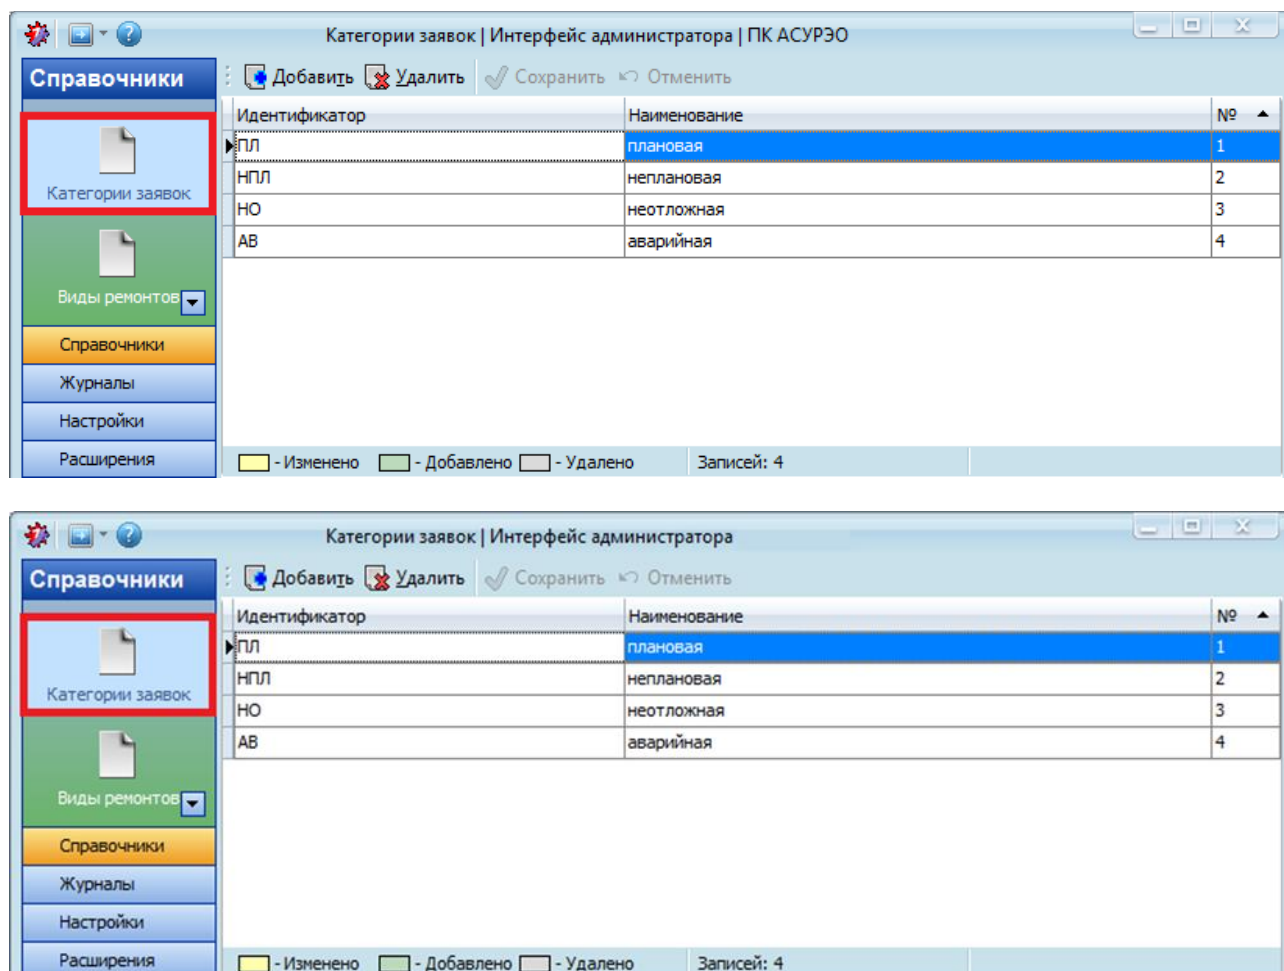 Категории заявок | Интерфейс администратора | ПК АСУРЭО
Справочники
Добавить Удалить Сохранить Отменить
Идентификатор Наименование №
ПЛ плановая 1
НПЛ неплановая 2
НО неотложная 3
АВ аварийная 4
Категории заявок
Виды ремонтов
Справочники
Журналы
Настройки
Расширения
- Изменено - Добавлено - Удалено Записей: 4
Категории заявок | Интерфейс администратора
Справочники
Добавить Удалить Сохранить Отменить
Идентификатор Наименование №
ПЛ плановая 1
НПЛ неплановая 2
НО неотложная 3
АВ аварийная 4
Категории заявок
Виды ремонтов
Справочники
Журналы
Настройки
Расширения
- Изменено - Добавлено - Удалено Записей: 4